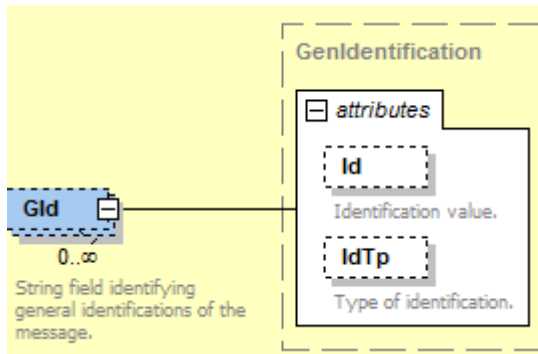 GenIdentification
attributes
Id
Identification value.
GId
0..∞
IdTp
String field identifying
general identifications of the
message.
Type of identification.